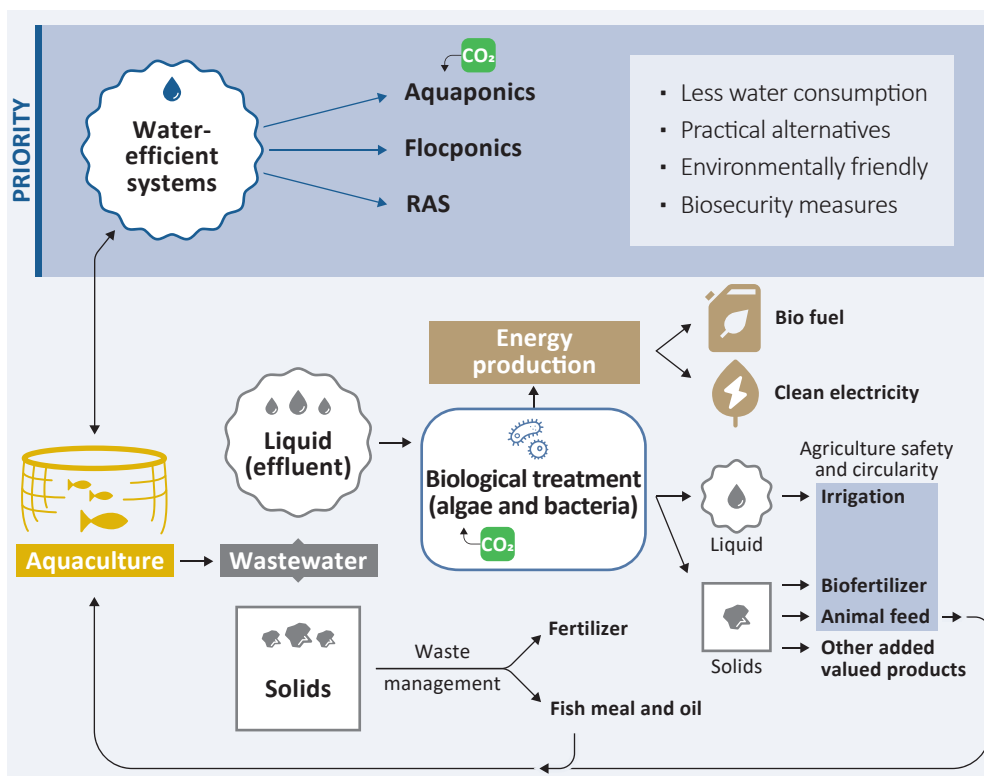 PRIORITY
Water-
efficient
systems
CO₂
Aquaponics
Flocponics
RAS
▪ Less water consumption
▪ Practical alternatives
▪ Environmentally friendly
▪ Biosecurity measures
Energy
production
Bio fuel
Clean electricity
Liquid
(effluent)
Biological treatment
(algae and bacteria)
CO₂
Agriculture safety
and circularity
Liquid
Irrigation
Aquaculture
Wastewater
Solids
Biofertilizer
Animal feed
Other added
valued products
Solids
Waste
management
Fertilizer
Fish meal and oil